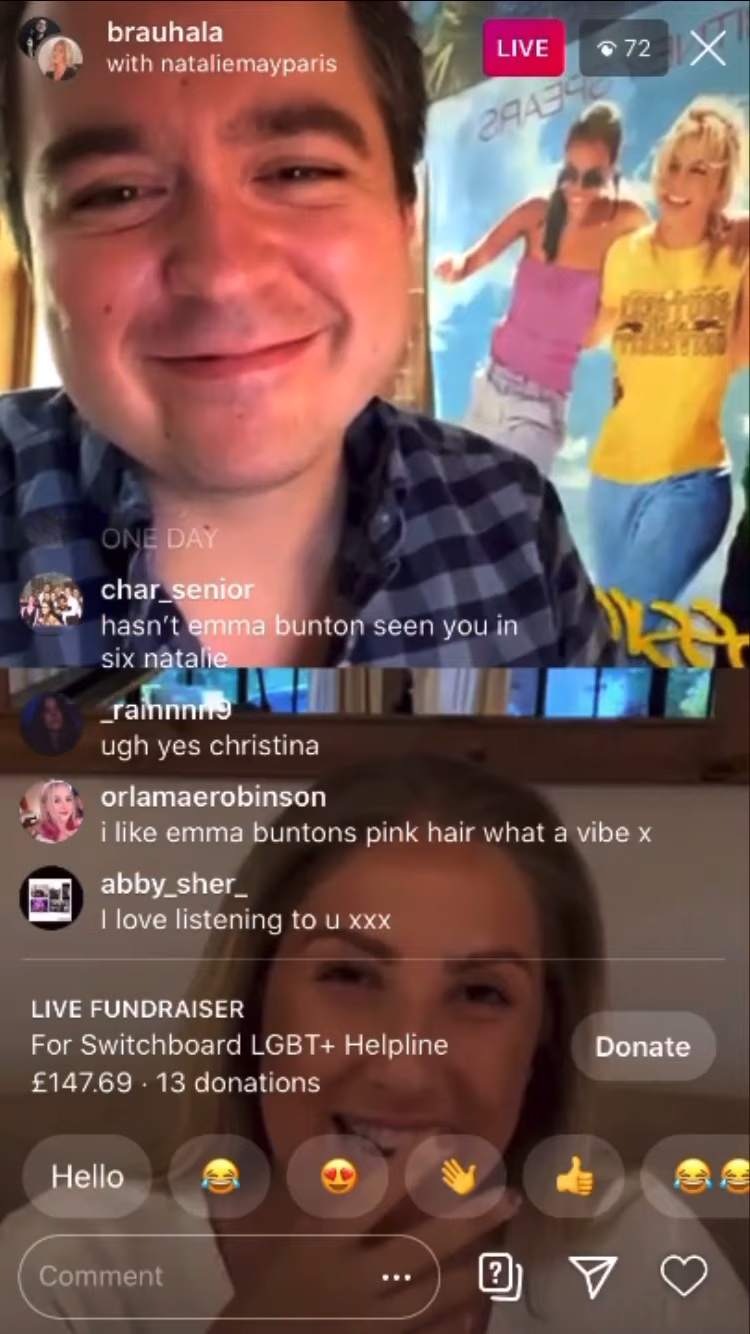 brauhala
with nataliemayparis
LIVE
72
SPEARS
ONE DAY
char_senior
hasn't emma bunton seen you in
six natalie
_rainnnn9
ugh yes christina
orlamaerobinson
i like emma buntons pink hair what a vibe x
abby_sher_
I love listening to u xxx
LIVE FUNDRAISER
For Switchboard LGBT+ Helpline
£147.69 · 13 donations
Donate
Hello
Comment